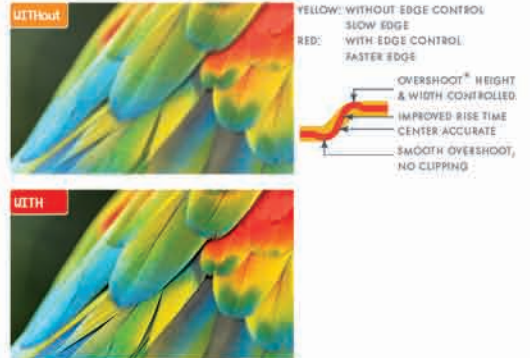 WITHout
YELLOW: WITHOUT EDGE CONTROL
SLOW EDGE
RED: WITH EDGE CONTROL
FASTER EDGE
OVERSHOOT* HEIGHT
& WIDTH CONTROLLED
IMPROVED RISE TIME
CENTER ACCURATE
SMOOTH OVERSHOOT,
NO CLIPPING
WITH